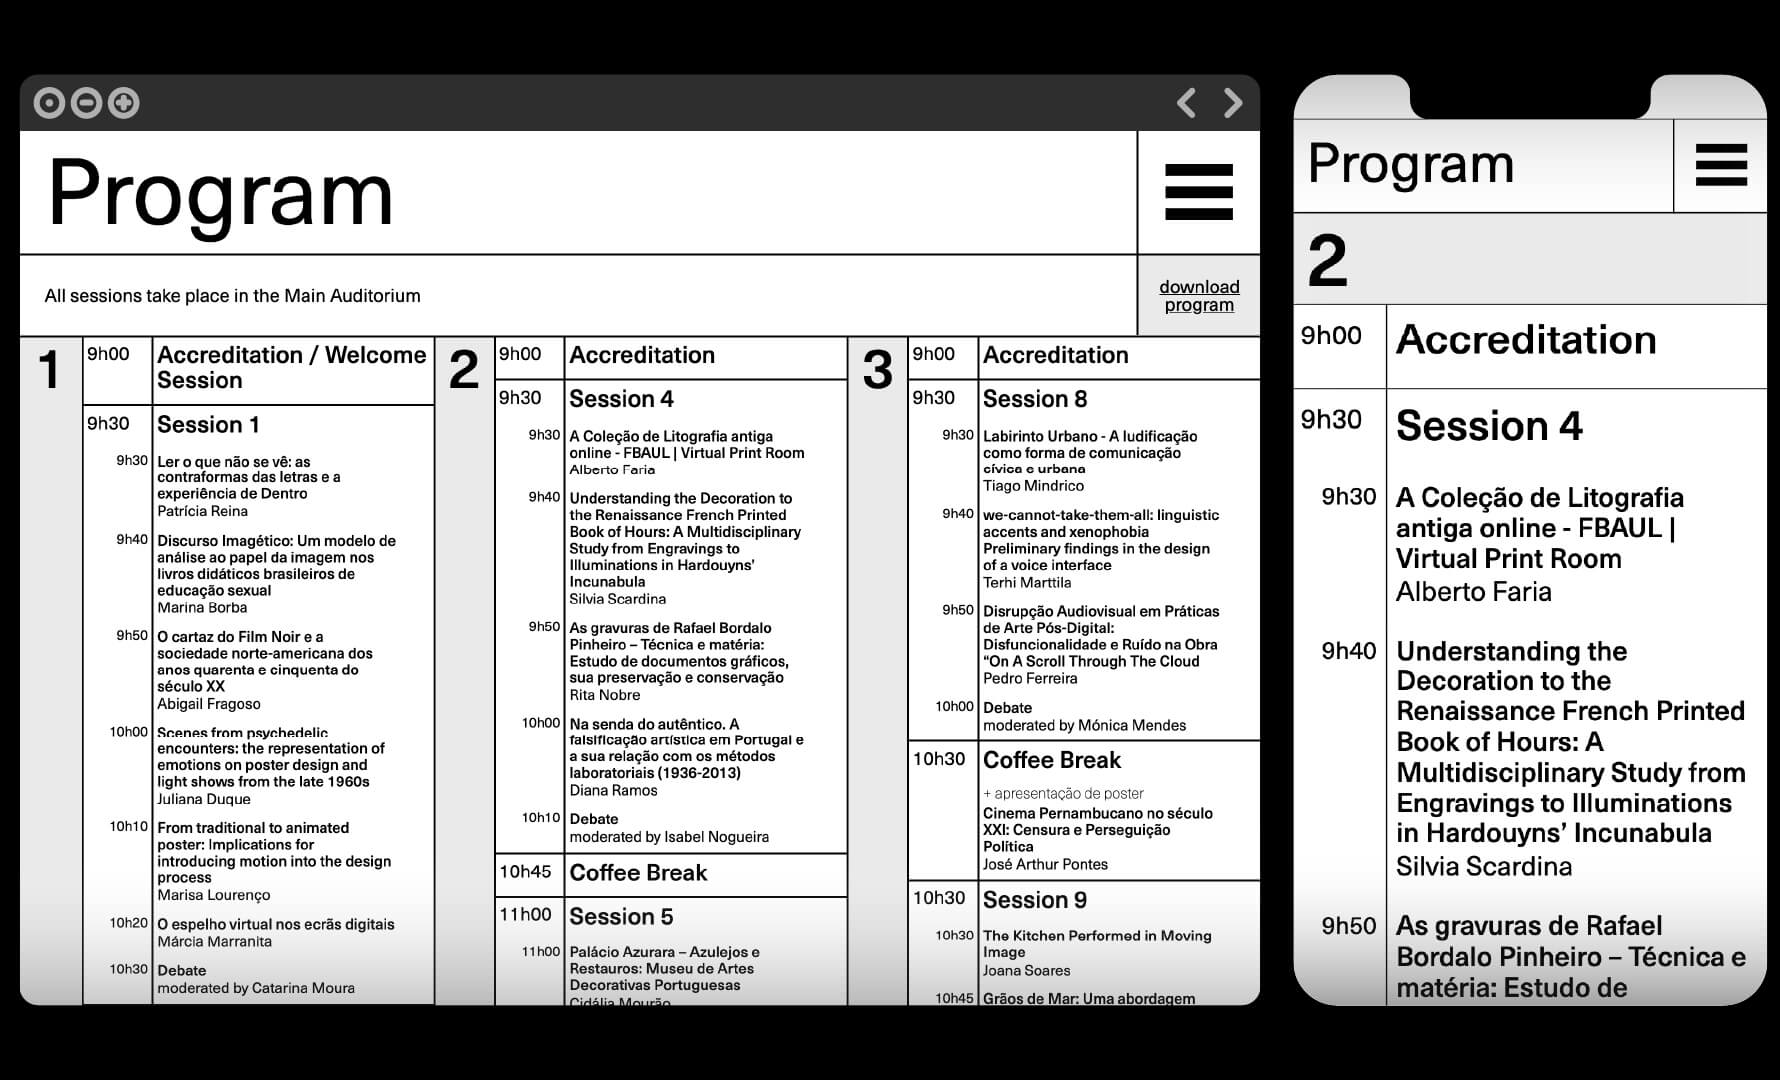 Program
All sessions take place in the Main Auditorium
download
program
1
9h00
Accreditation / Welcome
Session
9h30
Session 1
9h30
Ler o que não se vê: as
contraformas das letras e a
experiência de Dentro
Patrícia Reina
9h40
Discurso Imagético: Um modelo de
análise ao papel da imagem nos
livros didáticos brasileiros de
educação sexual
Marina Borba
9h50
O cartaz do Film Noir e a
sociedade norte-americana dos
anos quarenta e cinquenta do
século XX
Abigail Fragoso
10h00
Scenes from psychedelic
encounters: the representation of
emotions on poster design and
light shows from the late 1960s
Juliana Duque
10h10
From traditional to animated
poster: Implications for
introducing motion into the design
process
Marisa Lourenço
10h20
O espelho virtual nos ecrãs digitais
Márcia Marranita
10h30
Debate
moderated by Catarina Moura
2
9h00
Accreditation
9h30
Session 4
9h30
A Coleção de Litografia antiga
online - FBAUL | Virtual Print Room
Alberto Faria
9h40
Understanding the Decoration to
the Renaissance French Printed
Book of Hours: A Multidisciplinary
Study from Engravings to
Illuminations in Hardouyns’
Incunabula
Silvia Scardina
9h50
As gravuras de Rafael Bordalo
Pinheiro – Técnica e matéria:
Estudo de documentos gráficos,
sua preservação e conservação
Rita Nobre
10h00
Na senda do autêntico. A
falsificação artística em Portugal e
a sua relação com os métodos
laboratoriais (1936-2013)
Diana Ramos
10h10
Debate
moderated by Isabel Nogueira
10h45
Coffee Break
11h00
Session 5
11h00
Palácio Azurara – Azulejos e
Restauros: Museu de Artes
Decorativas Portuguesas
Cidália Mourão
3
9h00
Accreditation
9h30
Session 8
9h30
Labirinto Urbano - A ludificação
como forma de comunicação
cívica e urbana
Tiago Mindrico
9h40
we-cannot-take-them-all: linguistic
accents and xenophobia
Preliminary findings in the design
of a voice interface
Terhi Marttila
9h50
Disrupção Audiovisual em Práticas
de Arte Pós-Digital:
Disfuncionalidade e Ruído na Obra
“On A Scroll Through The Cloud
Pedro Ferreira
10h00
Debate
moderated by Mónica Mendes
10h30
Coffee Break
+ apresentação de poster
Cinema Pernambucano no século
XXI: Censura e Perseguição
Política
José Arthur Pontes
10h30
Session 9
10h30
The Kitchen Performed in Moving
Image
Joana Soares
10h45
Grãos de Mar: Uma abordagem
Program
2
9h00
Accreditation
9h30
Session 4
9h30
A Coleção de Litografia
antiga online - FBAUL |
Virtual Print Room
Alberto Faria
9h40
Understanding the
Decoration to the
Renaissance French Printed
Book of Hours: A
Multidisciplinary Study from
Engravings to Illuminations
in Hardouyns’ Incunabula
Silvia Scardina
9h50
As gravuras de Rafael
Bordalo Pinheiro – Técnica e
matéria: Estudo de